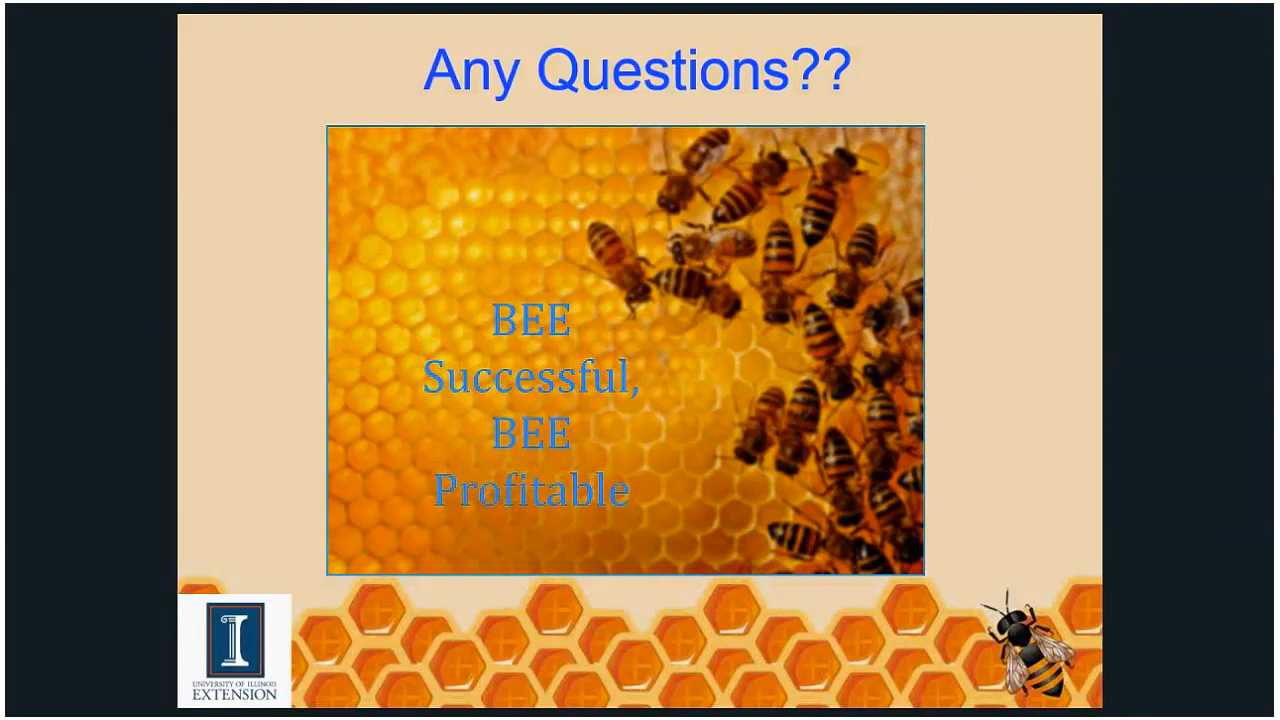 Any Questions??
BEE
Successful,
BEE
Profitable
I
UNIVERSITY OF ILLINOIS
EXTENSION